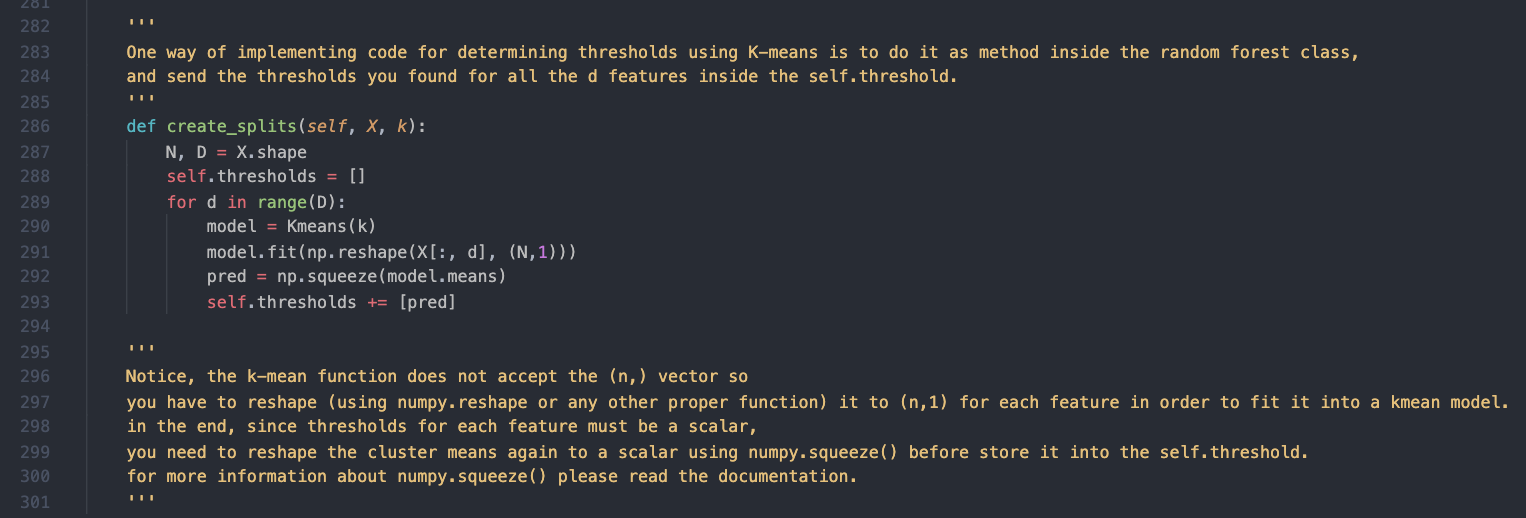 281
282 '''
283 One way of implementing code for determining thresholds using K-means is to do it as method inside the random forest class,
284 and send the thresholds you found for all the d features inside the self.threshold.
285 '''
286 def create_splits(self, X, k):
287     N, D = X.shape
288     self.thresholds = []
289     for d in range(D):
290         model = Kmeans(k)
291         model.fit(np.reshape(X[:, d], (N,1)))
292         pred = np.squeeze(model.means)
293         self.thresholds += [pred]
294
295 '''
296 Notice, the k-mean function does not accept the (n,) vector so
297 you have to reshape (using numpy.reshape or any other proper function) it to (n,1) for each feature in order to fit it into a kmean model.
298 in the end, since thresholds for each feature must be a scalar,
299 you need to reshape the cluster means again to a scalar using numpy.squeeze() before store it into the self.threshold.
300 for more information about numpy.squeeze() please read the documentation.
301 '''